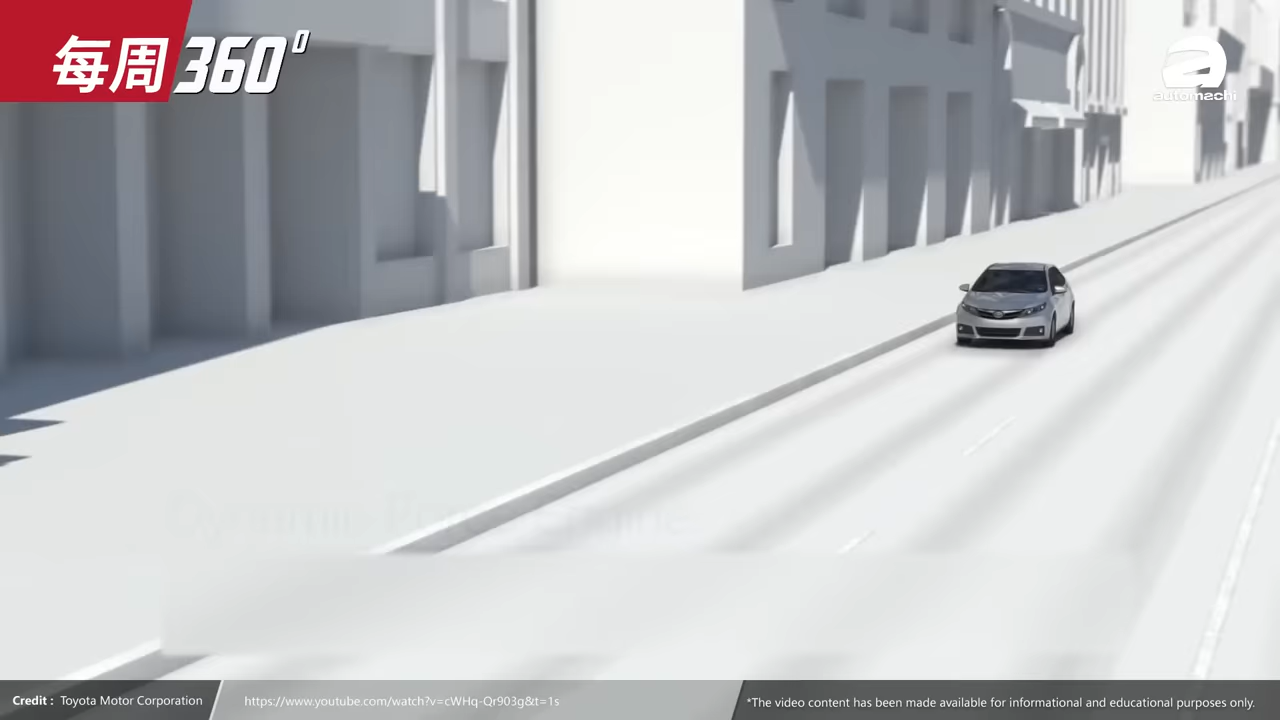 每周360°
automachi
Credit : Toyota Motor Corporation
https://www.youtube.com/watch?v=cWHq-Qr903g&t=1s
*The video content has been made available for informational and educational purposes only.